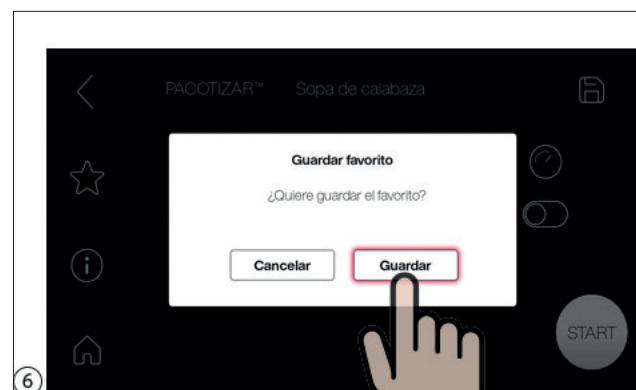 PACOTIZAR™ Sopa de calabaza
Guardar favorito
¿Quiere guardar el favorito?
Cancelar Guardar
START
6